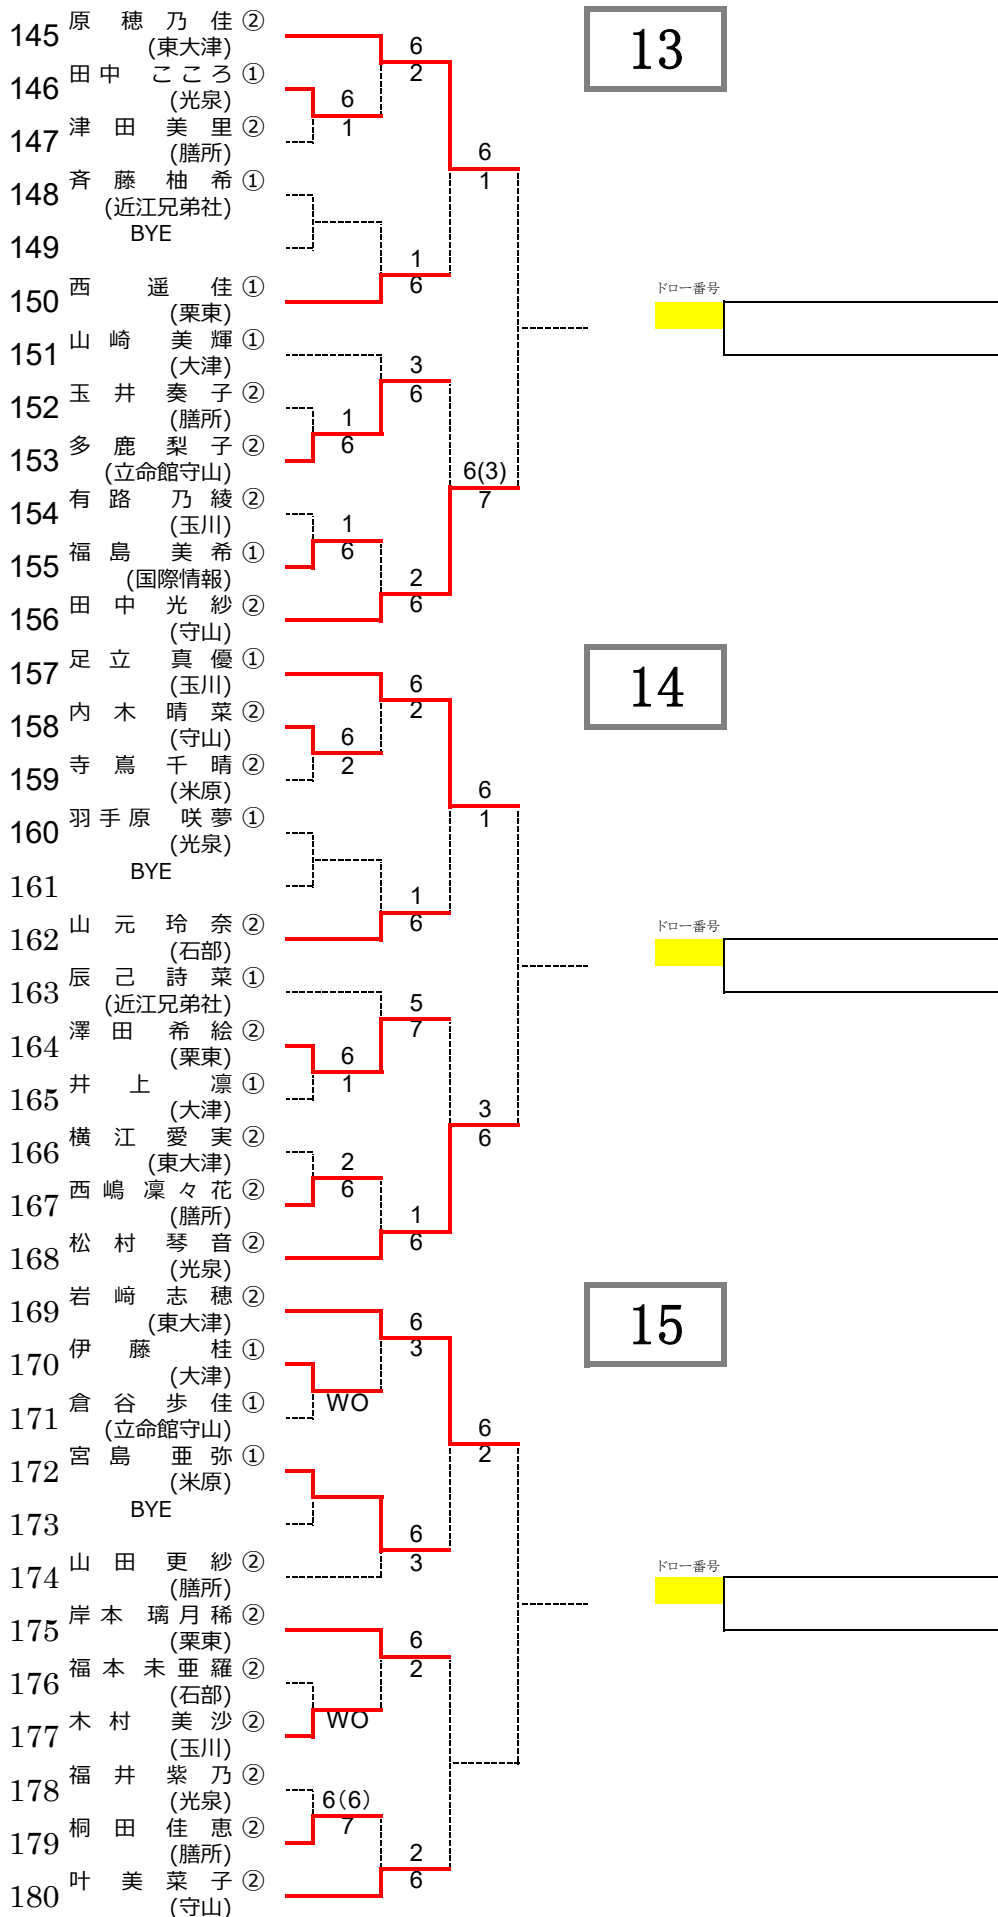 145 原 穂乃佳 ②
(東大津)
6
2
13
146 田中 こころ ①
(光泉)
6
1
147 津田 美里 ②
(膳所)
6
1
148 斉藤 柚希 ①
(近江兄弟社)
149 BYE
1
6
150 西 遥佳 ①
(栗東)
ドロー番号
151 山崎 美輝 ①
(大津)
3
6
152 玉井 奏子 ②
(膳所)
1
6
153 多鹿 梨子 ②
(立命館守山)
6(3)
7
154 有路 乃綾 ②
(玉川)
1
6
155 福島 美希 ①
(国際情報)
2
6
156 田中 光紗 ②
(守山)
157 足立 真優 ①
(玉川)
6
2
14
158 内木 晴菜 ②
(守山)
6
2
159 寺嶌 千晴 ②
(米原)
6
1
160 羽手原 咲夢 ①
(光泉)
161 BYE
1
6
162 山元 玲奈 ②
(石部)
ドロー番号
163 辰己 詩菜 ①
(近江兄弟社)
5
7
164 澤田 希絵 ②
(栗東)
6
1
165 井上 凛 ①
(大津)
3
6
166 横江 愛実 ②
(東大津)
2
6
167 西嶋 凜々花 ②
(膳所)
1
6
168 松村 琴音 ②
(光泉)
169 岩﨑 志穂 ②
(東大津)
6
3
15
170 伊藤 桂 ①
(大津)
WO
171 倉谷 歩佳 ①
(立命館守山)
6
2
172 宮島 亜弥 ①
(米原)
173 BYE
6
3
174 山田 更紗 ②
(膳所)
ドロー番号
175 岸本 璃月稀 ②
(栗東)
6
2
176 福本 未亜羅 ②
(石部)
WO
177 木村 美沙 ②
(玉川)
178 福井 紫乃 ②
(光泉)
6(6)
7
179 桐田 佳恵 ②
(膳所)
2
6
180 叶 美菜子 ②
(守山)